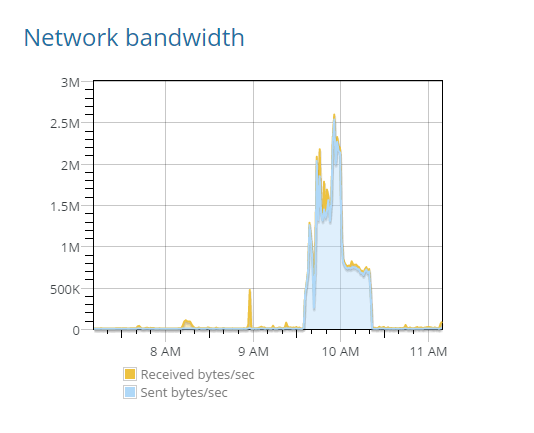 Network bandwidth
3M
2.5M
2M
1.5M
1M
500K
0
8 AM 9 AM 10 AM 11 AM
Received bytes/sec
Sent bytes/sec